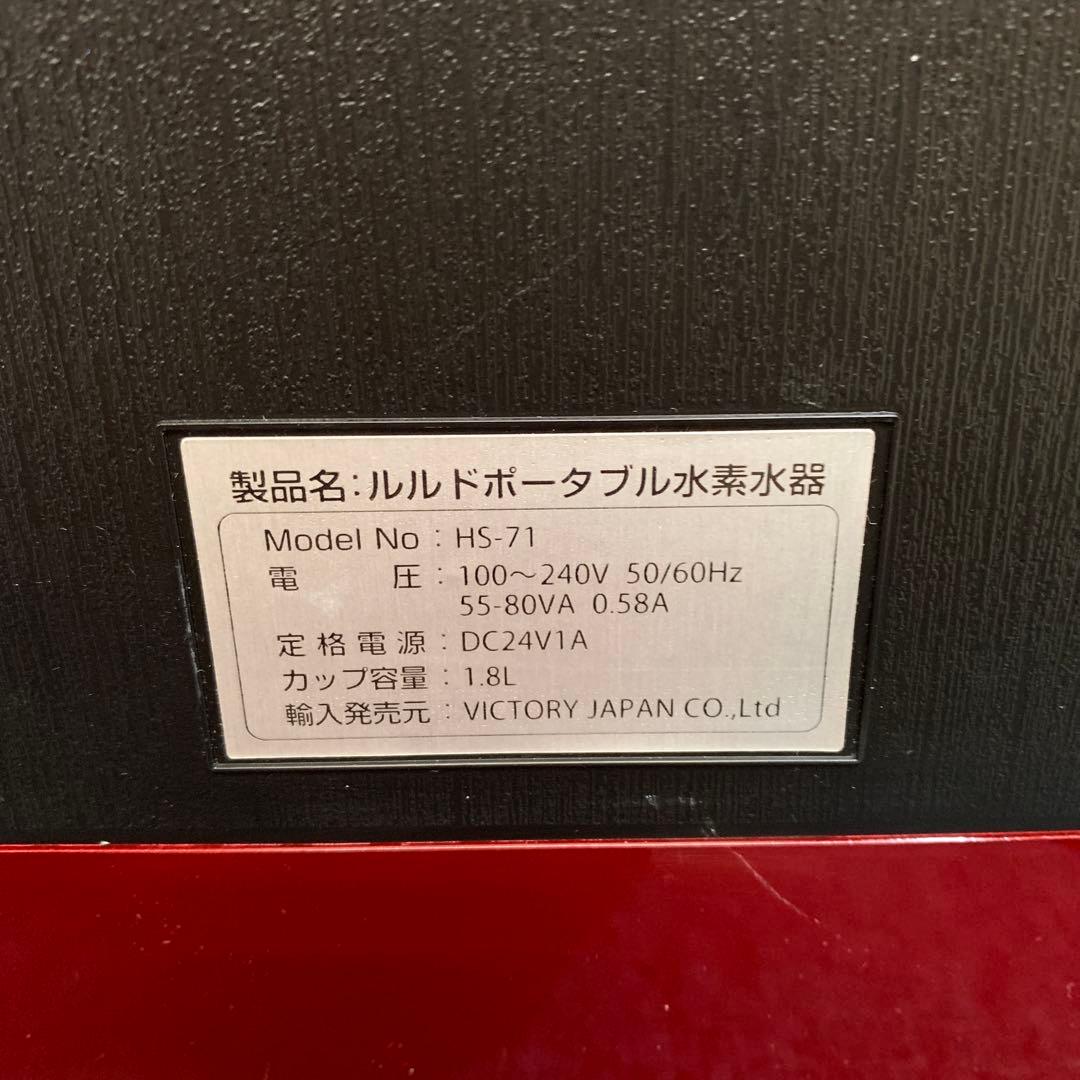 製品名:ルルドポータブル水素水器
Model No : HS-71
電 圧 : 100～240V 50/60Hz
55-80VA 0.58A
定格電源 : DC24V1A
カップ容量 : 1.8L
輸入発売元 : VICTORY JAPAN CO.,Ltd